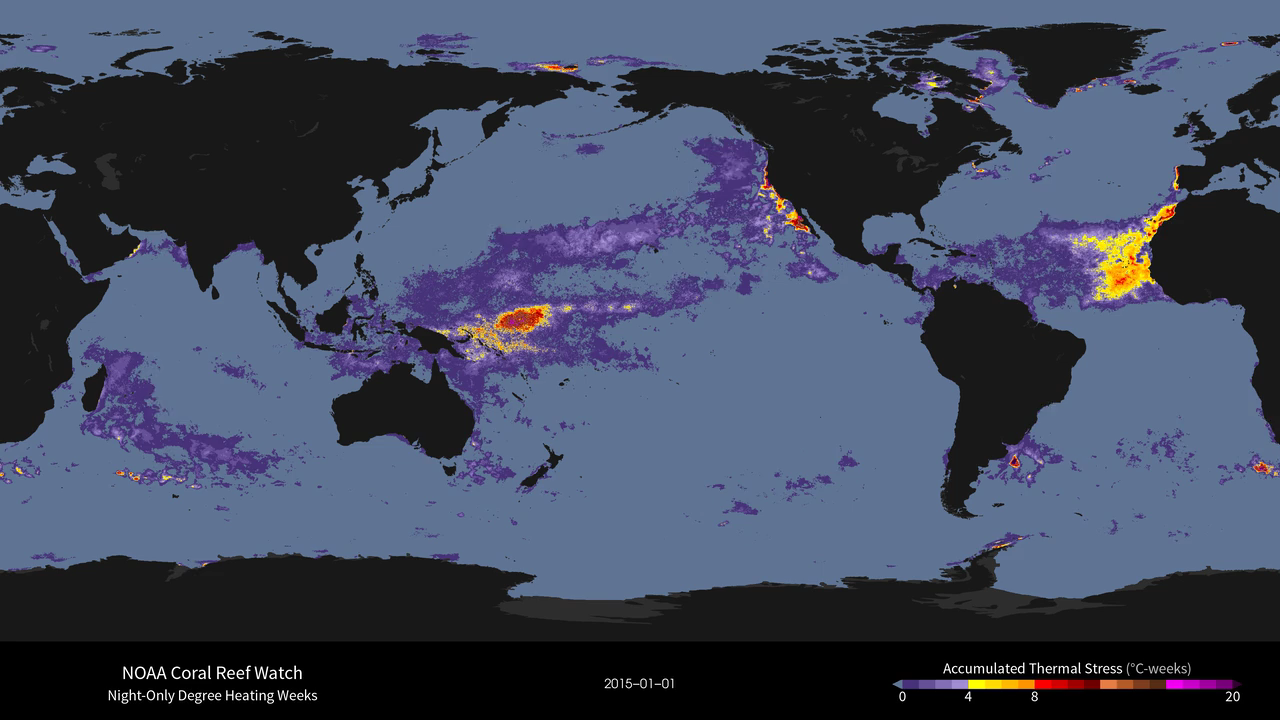 NOAA Coral Reef Watch
Night-Only Degree Heating Weeks
2015-01-01
Accumulated Thermal Stress (°C-weeks)
0 4 8 20